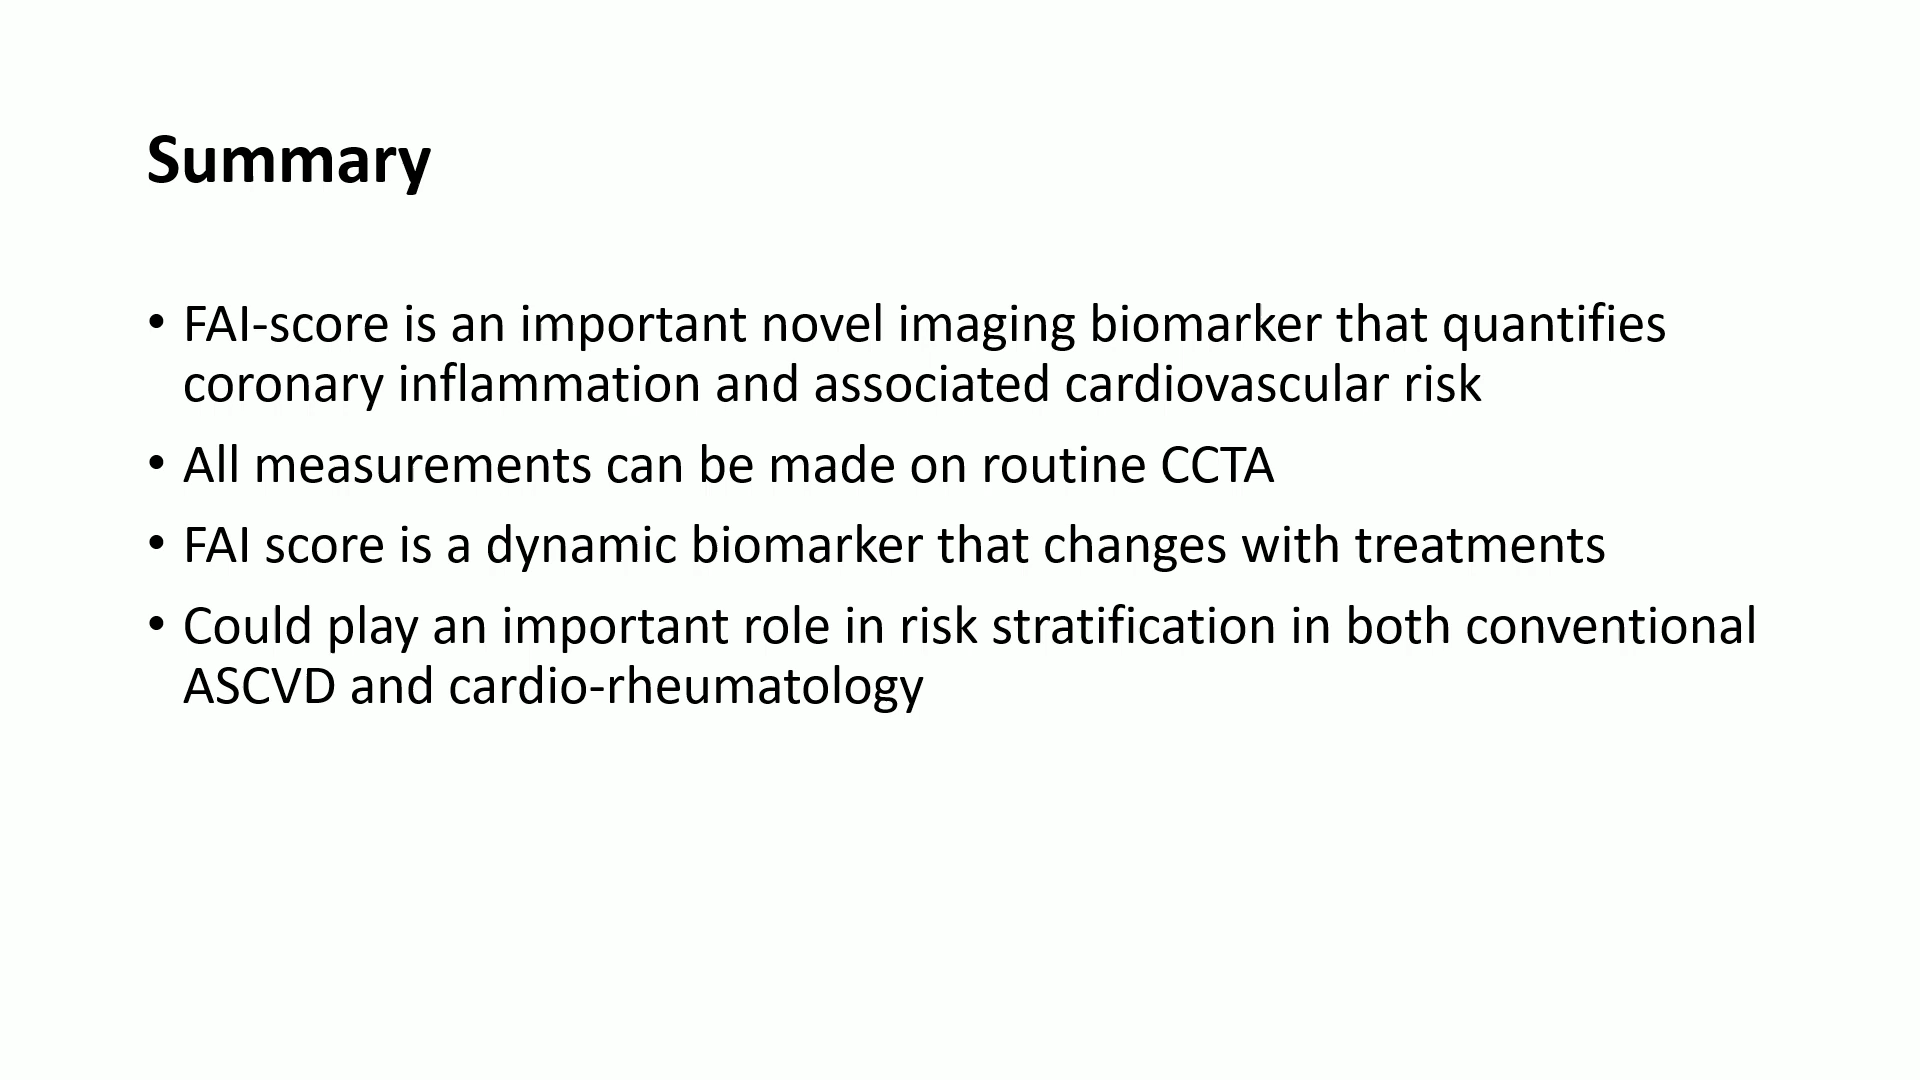 Summary
• FAI-score is an important novel imaging biomarker that quantifies
coronary inflammation and associated cardiovascular risk
• All measurements can be made on routine CCTA
• FAI score is a dynamic biomarker that changes with treatments
• Could play an important role in risk stratification in both conventional
ASCVD and cardio-rheumatology